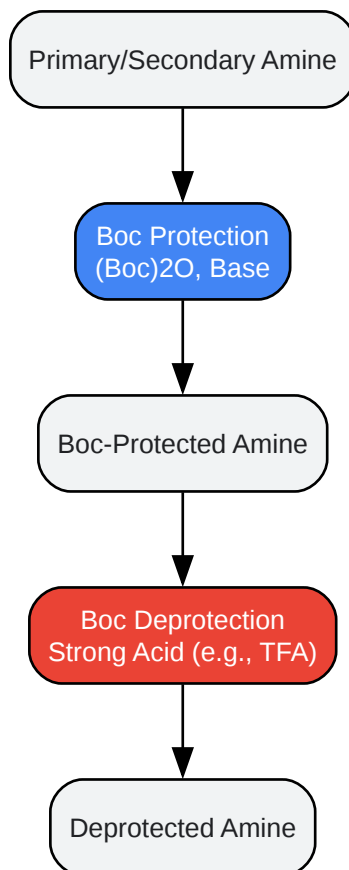 Primary/Secondary Amine
Boc Protection
(Boc)2O, Base
Boc-Protected Amine
Boc Deprotection
Strong Acid (e.g., TFA)
Deprotected Amine